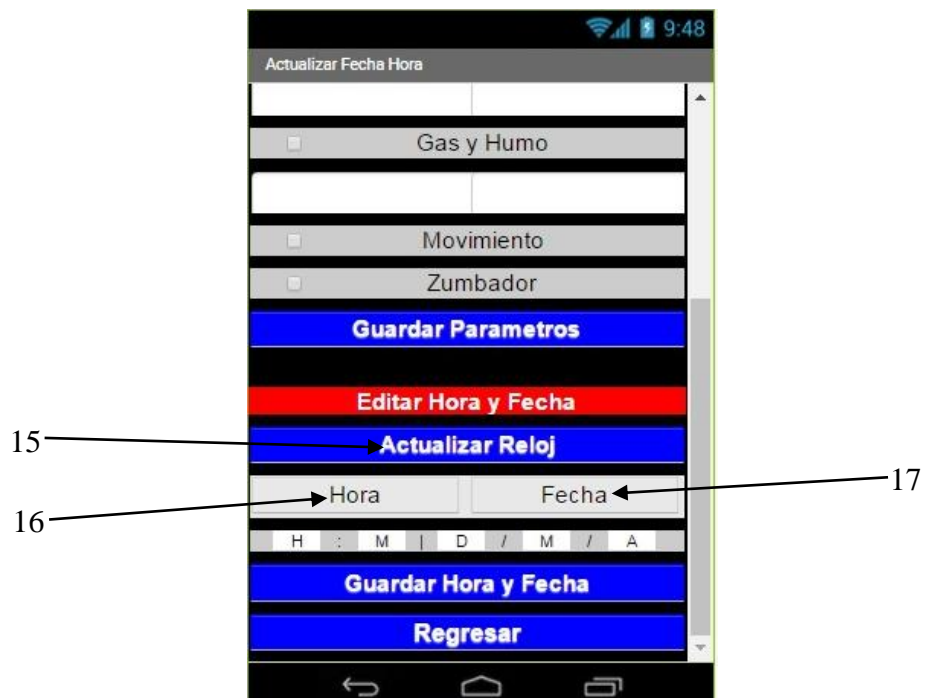 9:48
Actualizar Fecha Hora
Gas y Humo
Movimiento
Zumbador
Guardar Parametros
Editar Hora y Fecha
15
Actualizar Reloj
Hora Fecha
17
16
H : M | D / M / A
Guardar Hora y Fecha
Regresar